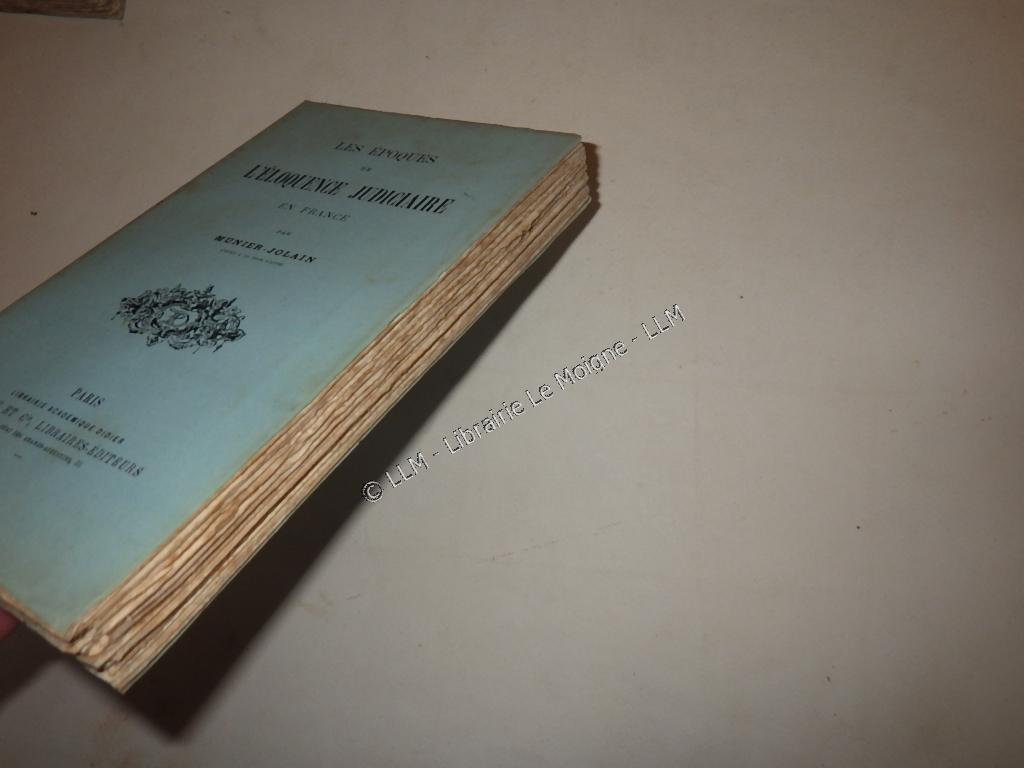 LES ÉPOQUES
DE
L'ÉLOQUENCE JUDICIAIRE
EN FRANCE
PAR
MUNIER-JOLAIN
PARIS
LIBRAIRIE ACADÉMIQUE DIDIER
ET Cie, LIBRAIRES-ÉDITEURS
© LLM - Librairie Le Moigne - LLM